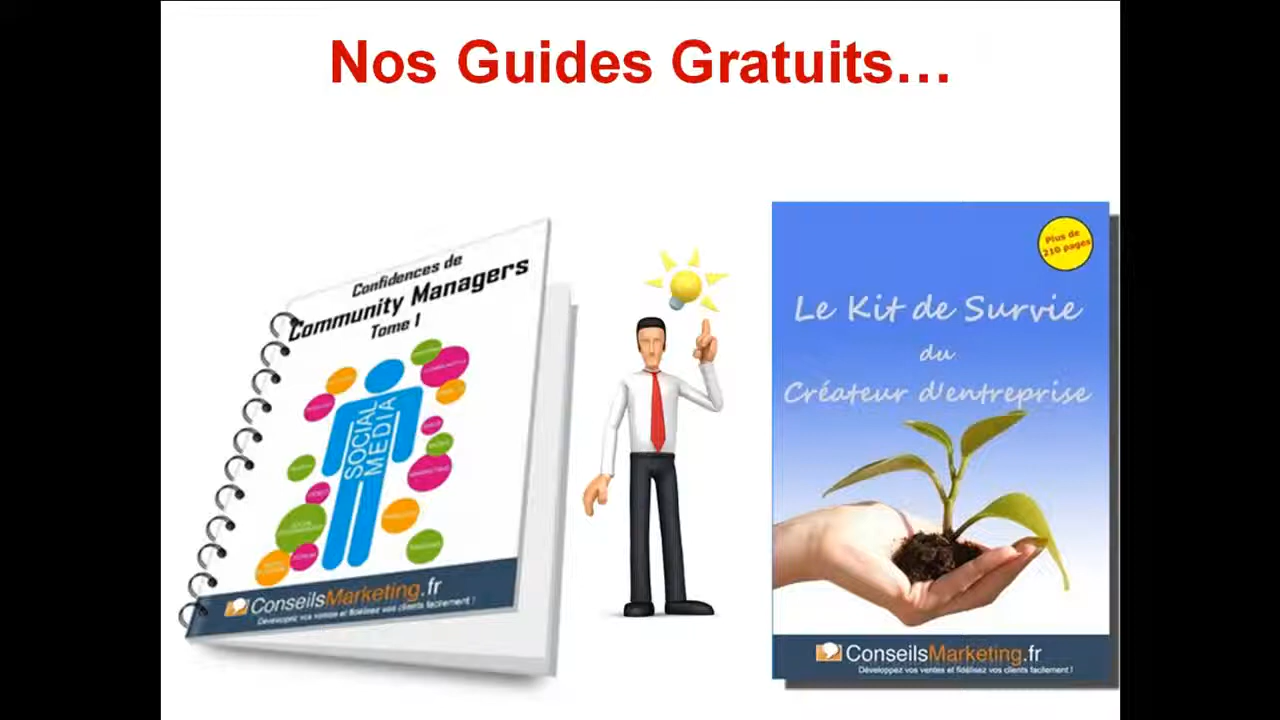 Nos Guides Gratuits…
Confidences de
Community Managers
Tome I
SOCIAL
MEDIA
ConseilsMarketing.fr
Développez vos ventes et fidélisez vos clients facilement !
Plus de
210 pages
Le Kit de Survie
du
Créateur d'entreprise
ConseilsMarketing.fr
Développez vos ventes et fidélisez vos clients facilement !